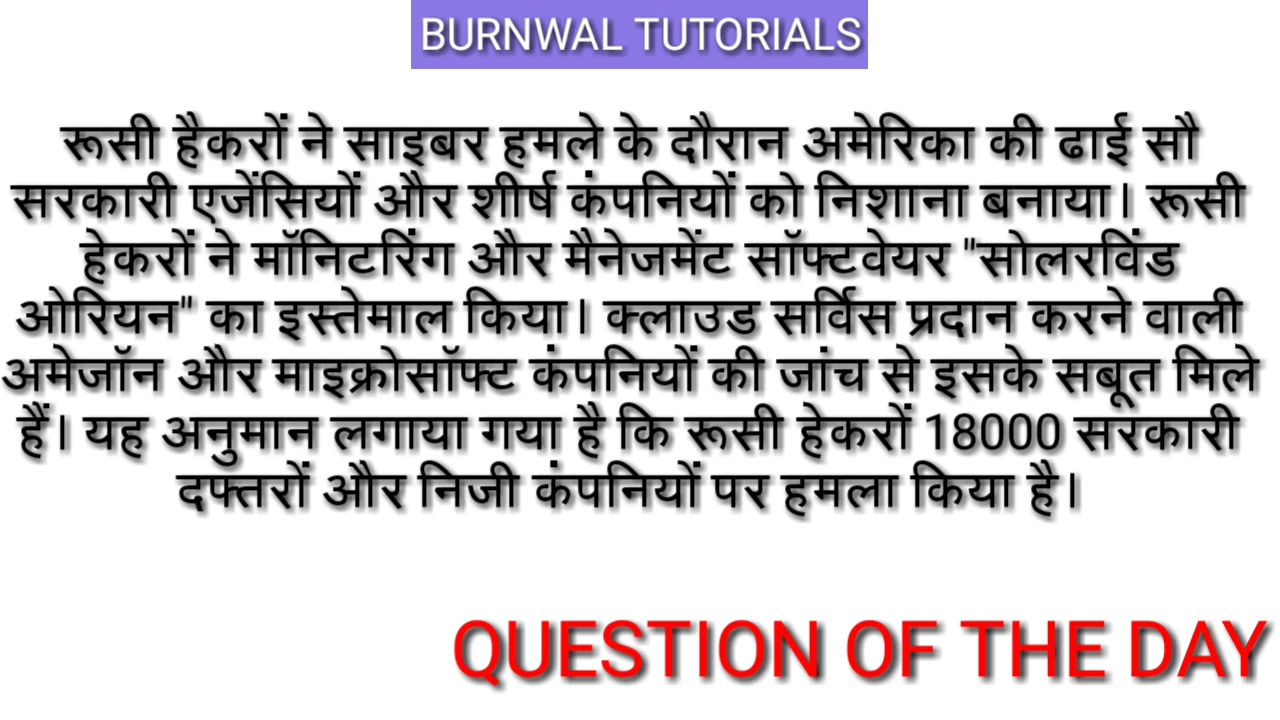 BURNWAL TUTORIALS
रूसी हैकरों ने साइबर हमले के दौरान अमेरिका की ढाई सौ
सरकारी एजेंसियों और शीर्ष कंपनियों को निशाना बनाया। रूसी
हेकरों ने मॉनिटरिंग और मैनेजमेंट सॉफ्टवेयर "सोलरविंड
ओरियन" का इस्तेमाल किया। क्लाउड सर्विस प्रदान करने वाली
अमेजॉन और माइक्रोसॉफ्ट कंपनियों की जांच से इसके सबूत मिले
हैं। यह अनुमान लगाया गया है कि रूसी हेकरों 18000 सरकारी
दफ्तरों और निजी कंपनियों पर हमला किया है।
QUESTION OF THE DAY